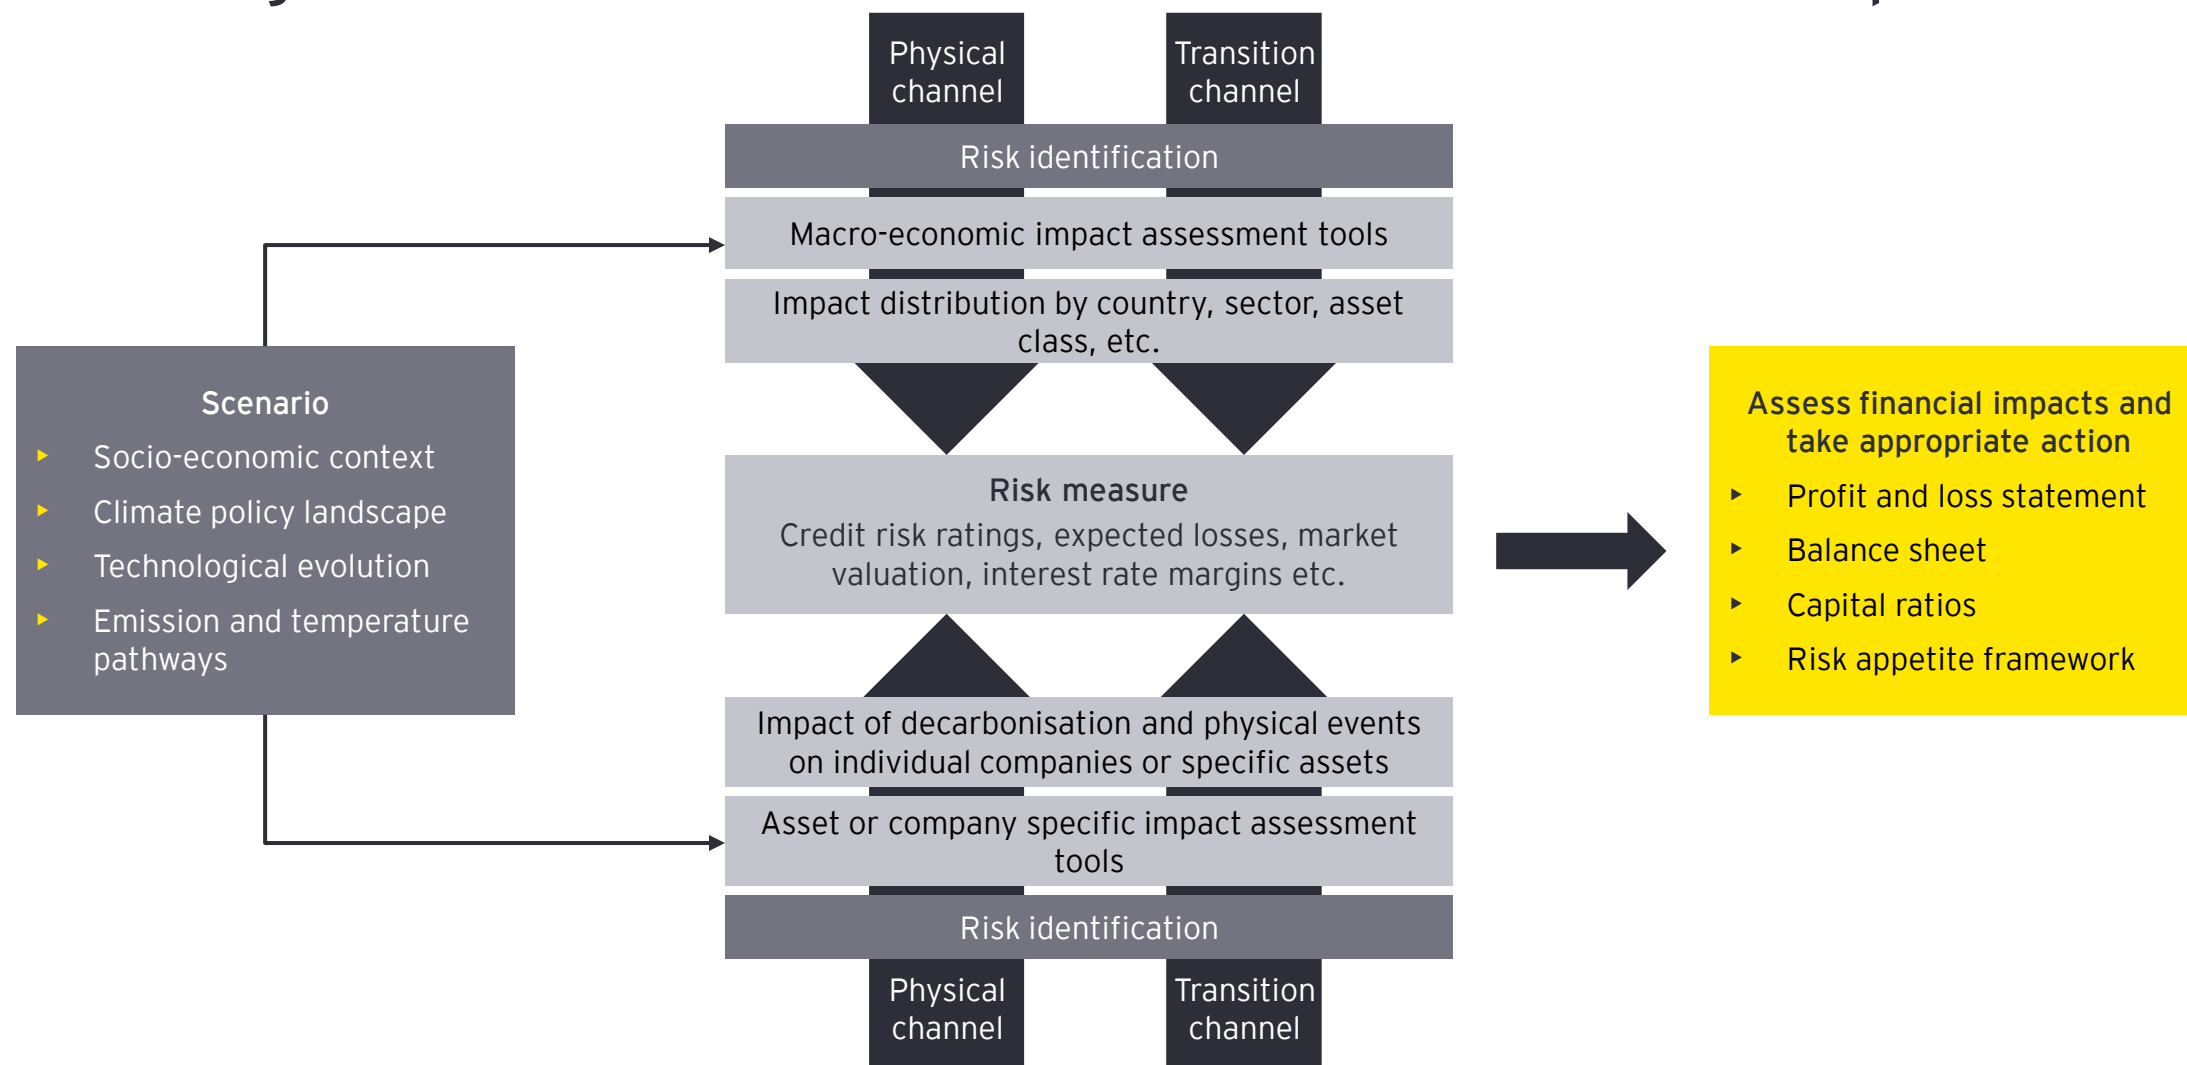 Physical
channel
Transition
channel
Risk identification
Macro-economic impact assessment tools
Impact distribution by country, sector, asset
class, etc.
Scenario
Socio-economic context
Climate policy landscape
Technological evolution
Emission and temperature
pathways
Risk measure
Credit risk ratings, expected losses, market
valuation, interest rate margins etc.
Assess financial impacts and
take appropriate action
Profit and loss statement
Balance sheet
Capital ratios
Risk appetite framework
Impact of decarbonisation and physical events
on individual companies or specific assets
Asset or company specific impact assessment
tools
Risk identification
Physical
channel
Transition
channel